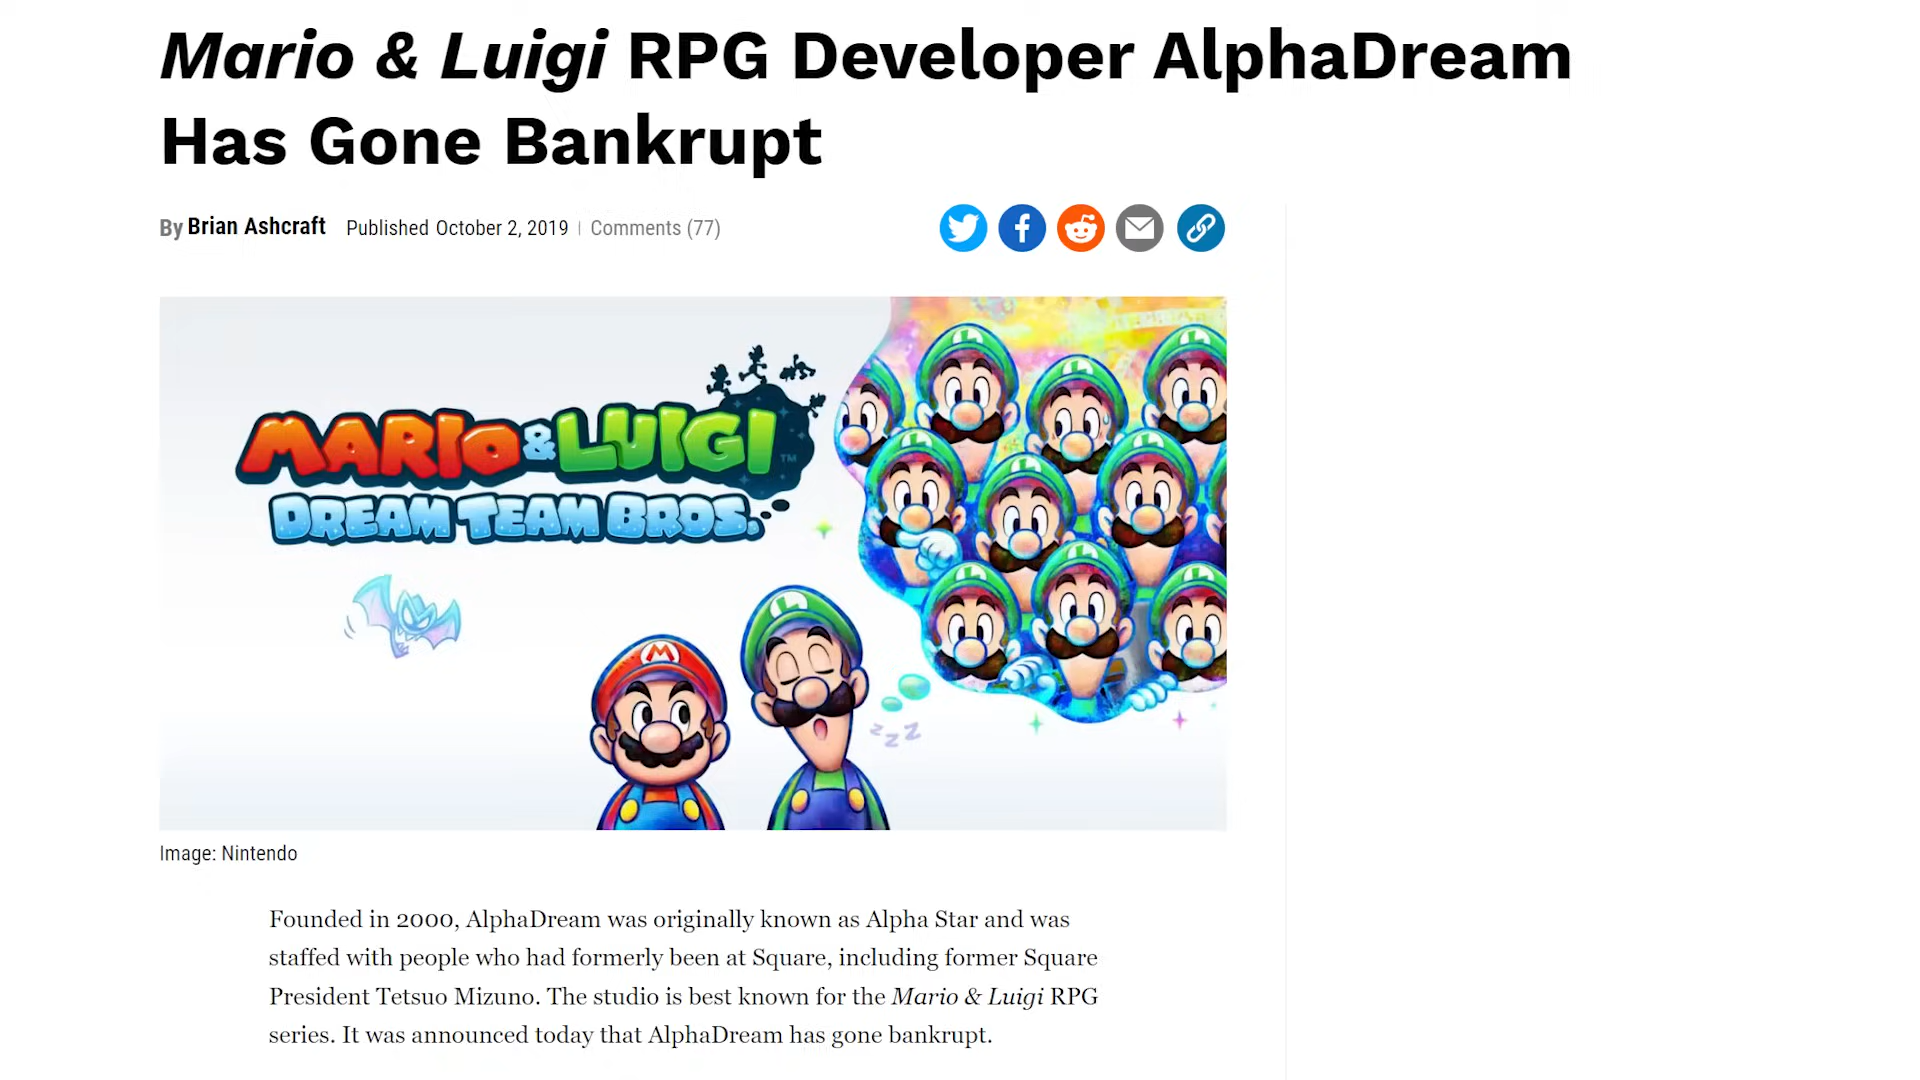 Mario & Luigi RPG Developer AlphaDream
Has Gone Bankrupt
By Brian Ashcraft Published October 2, 2019 | Comments (77)
MARIO & LUIGI TM
DREAM TEAM BROS.
zzz
Image: Nintendo
Founded in 2000, AlphaDream was originally known as Alpha Star and was
staffed with people who had formerly been at Square, including former Square
President Tetsuo Mizuno. The studio is best known for the Mario & Luigi RPG
series. It was announced today that AlphaDream has gone bankrupt.